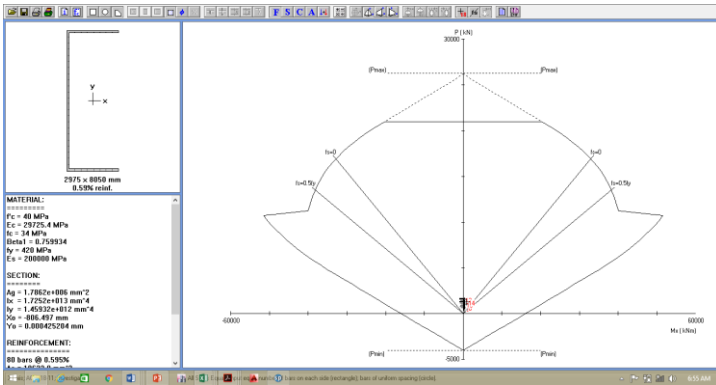 F S C A
P ( kN)
30000
(Pmax)
(Pmax)
fs=0
fs=0
fs=0.5fy
fs=0.5fy
-60000
60000
Mx ( kNm)
(Pmin)
(Pmin)
-5000
y
x
2975 x 8050 mm
0.59% reinf.
MATERIAL:
=========
f'c = 40 MPa
Ec = 29725.4 MPa
fc = 34 MPa
Beta1 = 0.759934
fy = 420 MPa
Es = 200000 MPa
SECTION:
========
Ag = 1.7862e+006 mm^2
Ix = 1.7252e+013 mm^4
Iy = 1.45932e+012 mm^4
Xo = -806.497 mm
Yo = 0.000425284 mm
REINFORCEMENT:
==============
80 bars @ 0.595%
6:55 AM